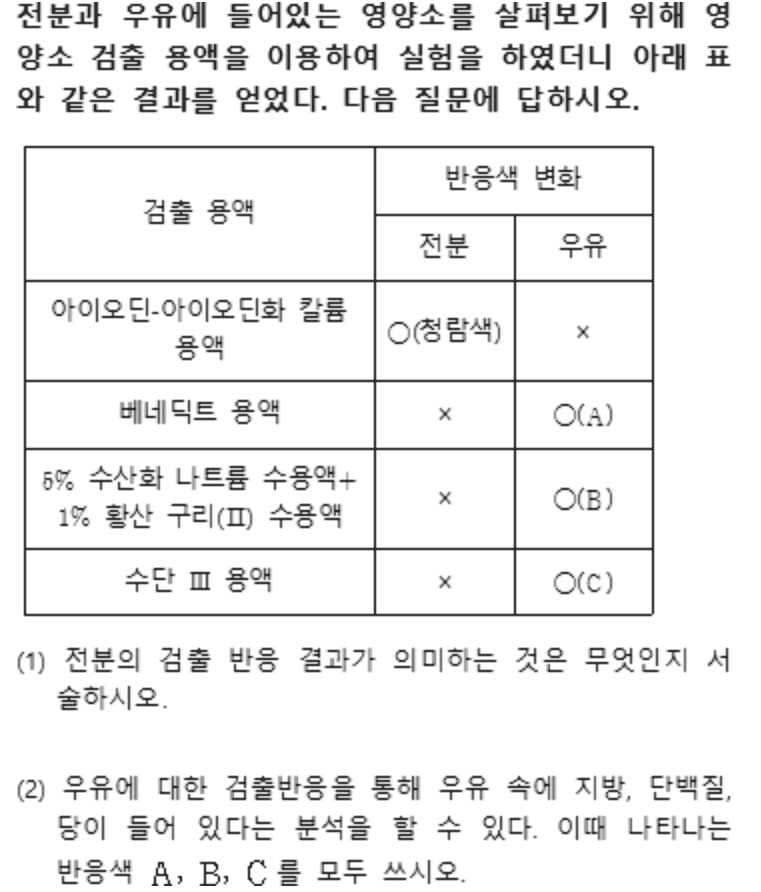 전분과 우유에 들어있는 영양소를 살펴보기 위해 영
양소 검출 용액을 이용하여 실험을 하였더니 아래 표
와 같은 결과를 얻었다. 다음 질문에 답하시오.
검출 용액
반응색 변화
전분
우유
아이오딘-아이오딘화 칼륨
용액
○(청람색)
×
베네딕트 용액
×
○(A)
5% 수산화 나트륨 수용액+
1% 황산 구리(Ⅱ) 수용액
×
○(B)
수단 Ⅲ 용액
×
○(C)
(1) 전분의 검출 반응 결과가 의미하는 것은 무엇인지 서
술하시오.
(2) 우유에 대한 검출반응을 통해 우유 속에 지방, 단백질,
당이 들어 있다는 분석을 할 수 있다. 이때 나타나는
반응색 A, B, C를 모두 쓰시오.